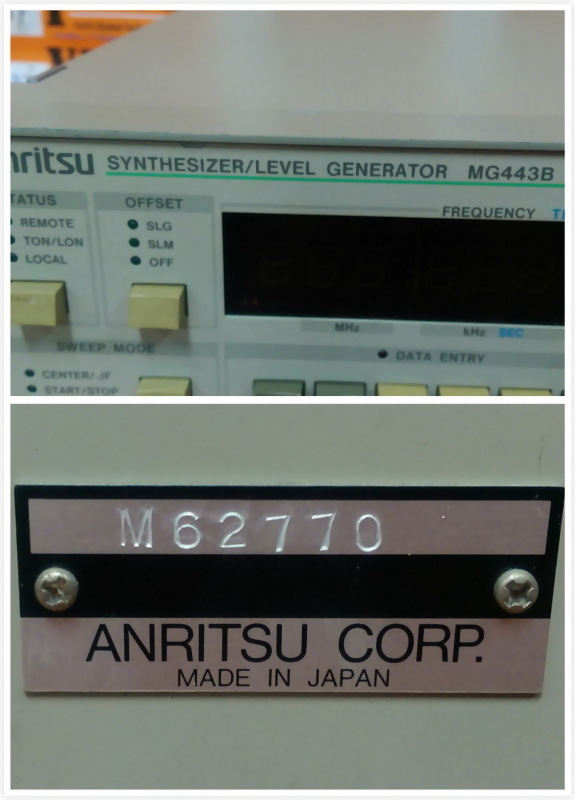 nritsu SYNTHESIZER/LEVEL GENERATOR MG443B
TATUS
OFFSET
FREQUENCY
REMOTE
TON/LON
LOCAL
SLG
SLM
OFF
MHz
kHz SEC
SWEEP MODE
DATA ENTRY
CENTER/⊿F
START/STOP
M62770
ANRITSU CORP.
MADE IN JAPAN